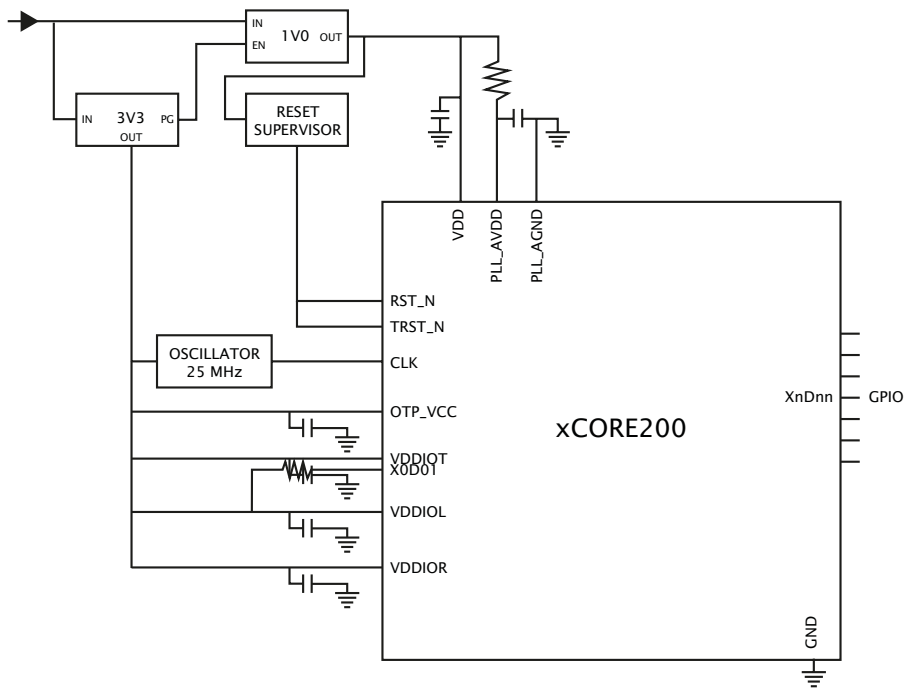 IN
1V0
OUT
EN
IN
3V3
PG
OUT
RESET
SUPERVISOR
VDD
PLL_AVDD
PLL_AGND
RST_N
TRST_N
OSCILLATOR
25 MHz
CLK
XnDnn
GPIO
OTP_VCC
xCORE200
VDDIOT
X0D01
VDDIOL
VDDIOR
GND